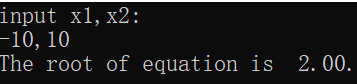 input x1,x2:
-10,10
The root of equation is  2.00.